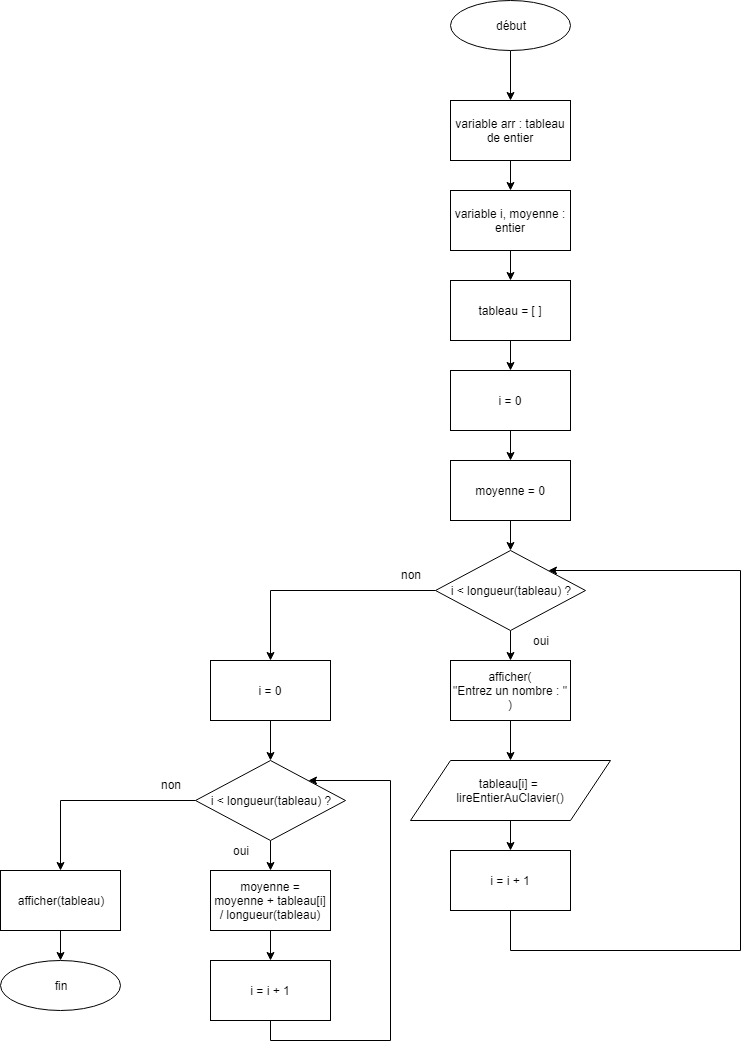 début
variable arr : tableau
de entier
variable i, moyenne :
entier
tableau = [ ]
i = 0
moyenne = 0
i < longueur(tableau) ?
non
oui
afficher(
"Entrez un nombre : "
)
tableau[i] =
lireEntierAuClavier()
i = i + 1
i = 0
i < longueur(tableau) ?
non
oui
moyenne =
moyenne + tableau[i]
/ longueur(tableau)
i = i + 1
afficher(tableau)
fin